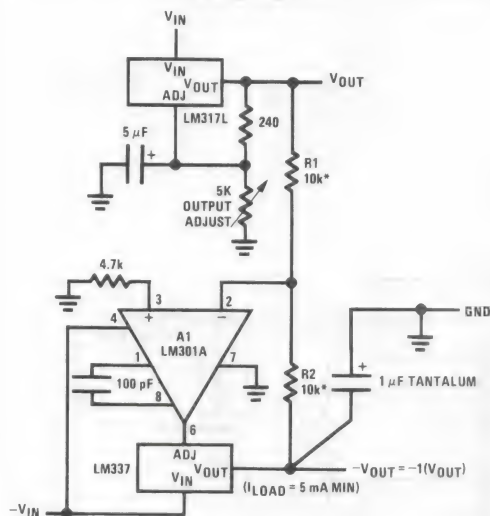 VIN
VIN
VOUT
ADJ
VOUT
LM317L
240
5 µF
+
R1
10k*
5K
OUTPUT
ADJUST
4.7k
3
2
4
+
−
GND
A1
LM301A
1
7
R2
10k*
+
1 µF TANTALUM
100 pF
8
6
ADJ
LM337
VOUT
VIN
−VOUT = −1(VOUT)
(ILOAD = 5 mA MIN)
−VIN